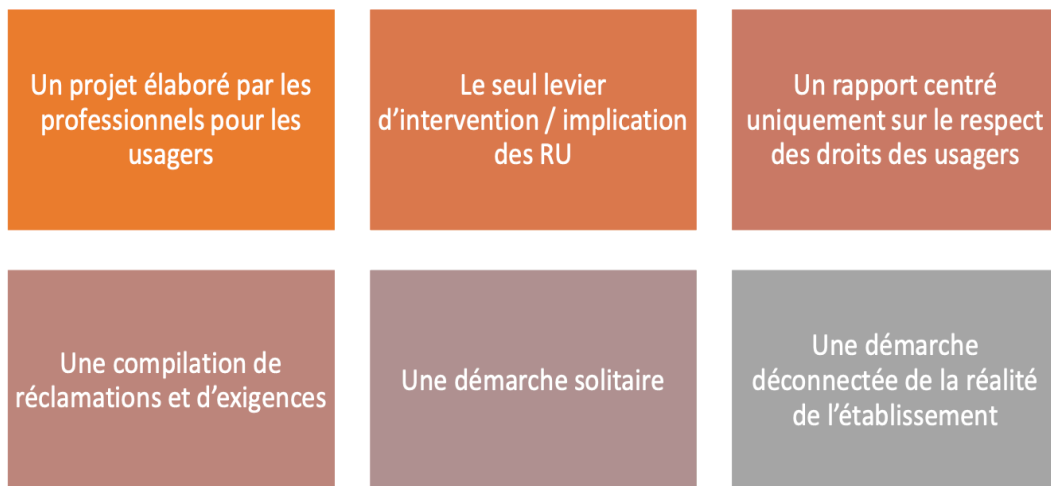 Un projet élaboré par les
professionnels pour les
usagers
Le seul levier
d’intervention / implication
des RU
Un rapport centré
uniquement sur le respect
des droits des usagers
Une compilation de
réclamations et d’exigences
Une démarche solitaire
Une démarche
déconnectée de la réalité
de l’établissement